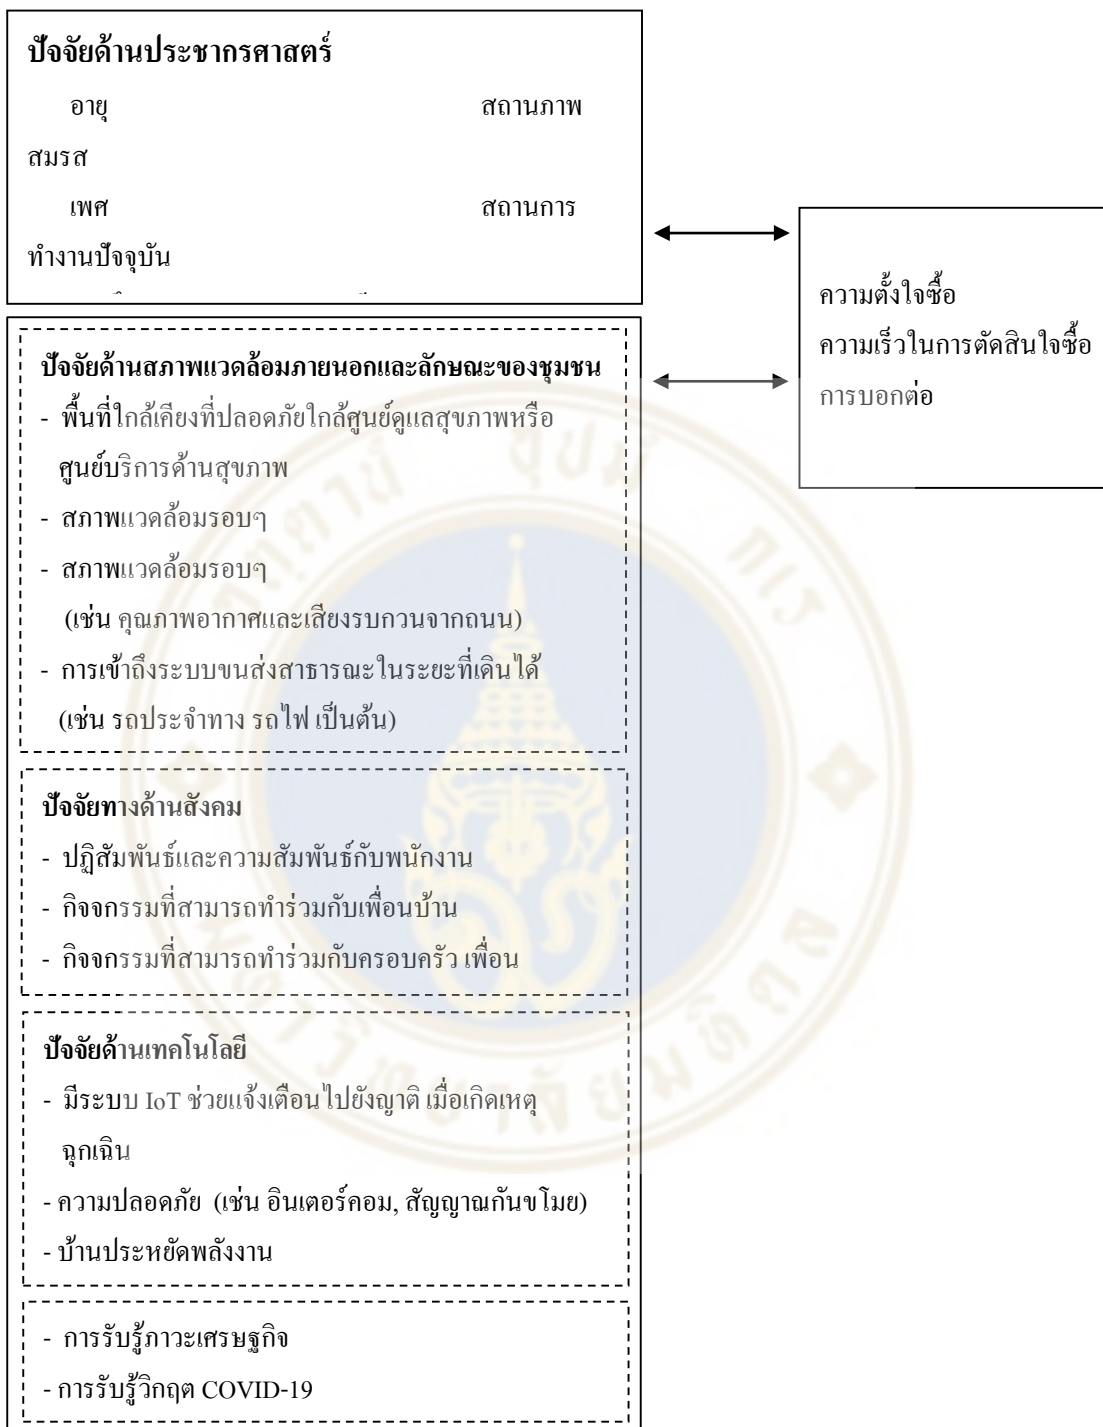 ปัจจัยด้านประชากรศาสตร์
อายุ สถานภาพ
สมรส
เพศ สถานการ
ทำงานปัจจุบัน
ความตั้งใจซื้อ
ความเร็วในการตัดสินใจซื้อ
การบอกต่อ
ปัจจัยด้านสภาพแวดล้อมภายนอกและลักษณะของชุมชน
- พื้นที่ใกล้เคียงที่ปลอดภัยใกล้ศูนย์ดูแลสุขภาพหรือ
ศูนย์บริการด้านสุขภาพ
- สภาพแวดล้อมรอบๆ
- สภาพแวดล้อมรอบๆ
(เช่น คุณภาพอากาศและเสียงรบกวนจากถนน)
- การเข้าถึงระบบขนส่งสาธารณะในระยะที่เดินได้
(เช่น รถประจำทาง รถไฟ เป็นต้น)
ปัจจัยทางด้านสังคม
- ปฏิสัมพันธ์และความสัมพันธ์กับพนักงาน
- กิจจกรรมที่สามารถทำร่วมกับเพื่อนบ้าน
- กิจจกรรมที่สามารถทำร่วมกับครอบครัว เพื่อน
ปัจจัยด้านเทคโนโลยี
- มีระบบ IoT ช่วยแจ้งเตือนไปยังญาติ เมื่อเกิดเหตุ
ฉุกเฉิน
- ความปลอดภัย (เช่น อินเตอร์คอม, สัญญาณกันขโมย)
- บ้านประหยัดพลังงาน
- การรับรู้ภาวะเศรษฐกิจ
- การรับรู้วิกฤต COVID-19
มหาวิทยาลัยมหิดล